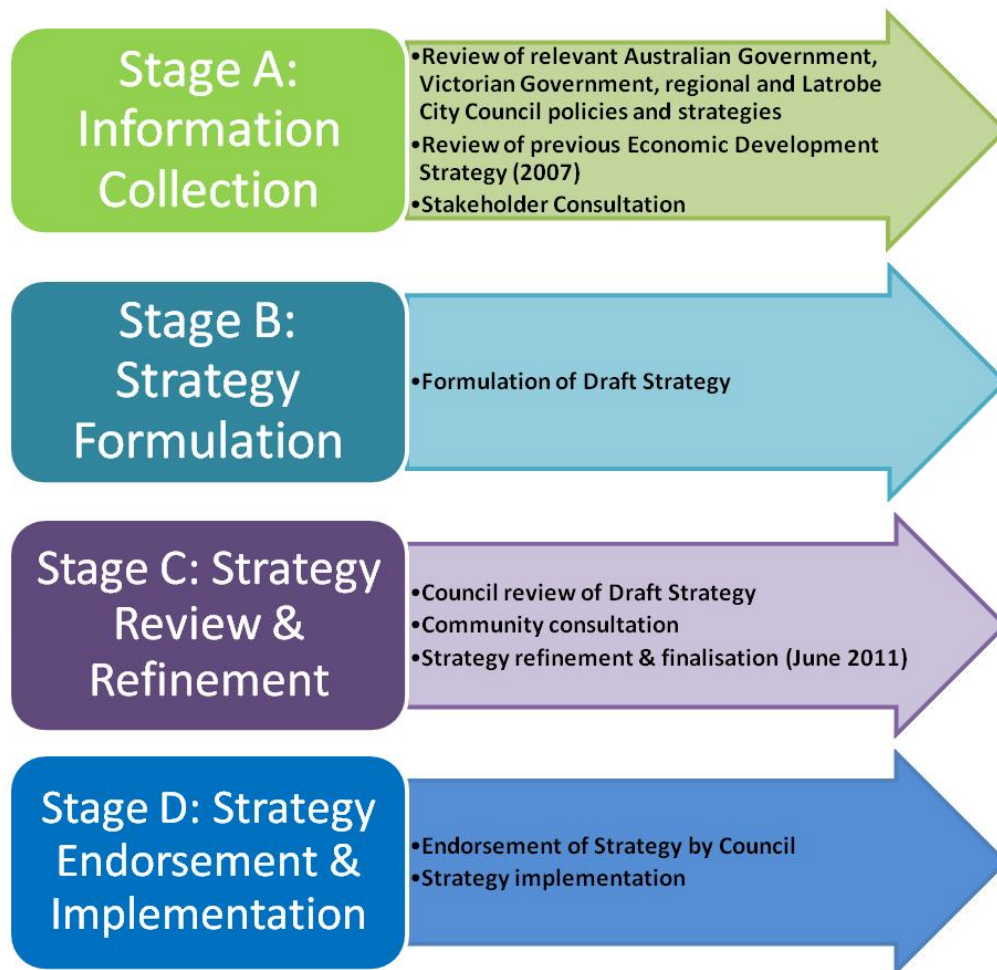 Stage A:
Information
Collection
•Review of relevant Australian Government,
Victorian Government, regional and Latrobe
City Council policies and strategies
•Review of previous Economic Development
Strategy (2007)
•Stakeholder Consultation
Stage B:
Strategy
Formulation
•Formulation of Draft Strategy
Stage C: Strategy
Review &
Refinement
•Council review of Draft Strategy
•Community consultation
•Strategy refinement & finalisation (June 2011)
Stage D: Strategy
Endorsement &
Implementation
•Endorsement of Strategy by Council
•Strategy implementation